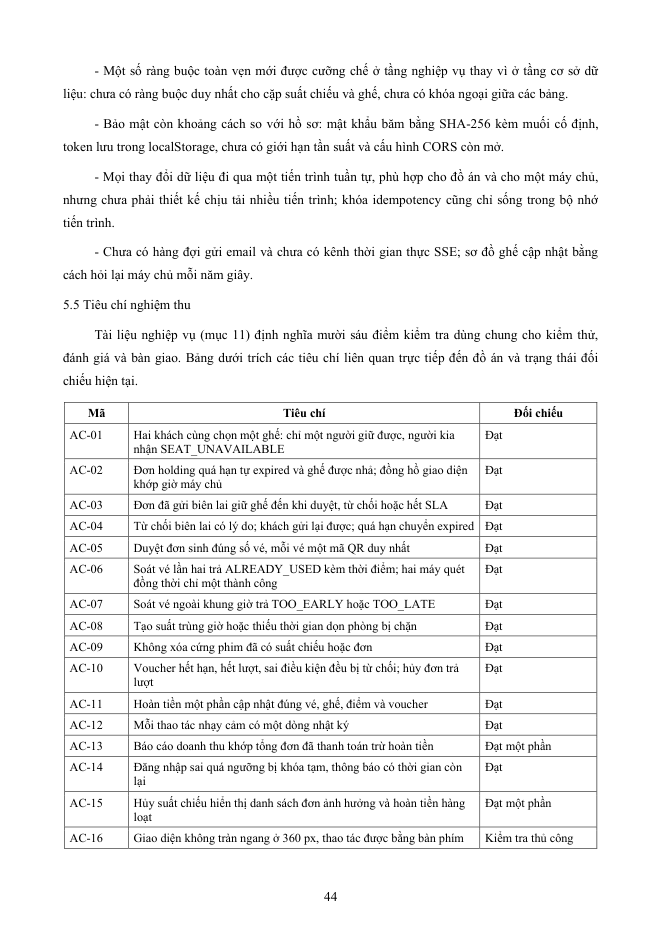 - Một số ràng buộc toàn vẹn mới được cưỡng chế ở tầng nghiệp vụ thay vì ở tầng cơ sở dữ
liệu: chưa có ràng buộc duy nhất cho cặp suất chiếu và ghế, chưa có khóa ngoại giữa các bảng.
- Bảo mật còn khoảng cách so với hồ sơ: mật khẩu băm bằng SHA-256 kèm muối cố định,
token lưu trong localStorage, chưa có giới hạn tần suất và cấu hình CORS còn mở.
- Mọi thay đổi dữ liệu đi qua một tiến trình tuần tự, phù hợp cho đồ án và cho một máy chủ,
nhưng chưa phải thiết kế chịu tải nhiều tiến trình; khóa idempotency cũng chỉ sống trong bộ nhớ
tiến trình.
- Chưa có hàng đợi gửi email và chưa có kênh thời gian thực SSE; sơ đồ ghế cập nhật bằng
cách hỏi lại máy chủ mỗi năm giây.
5.5 Tiêu chí nghiệm thu
Tài liệu nghiệp vụ (mục 11) định nghĩa mười sáu điểm kiểm tra dùng chung cho kiểm thử,
đánh giá và bàn giao. Bảng dưới trích các tiêu chí liên quan trực tiếp đến đồ án và trạng thái đối
chiếu hiện tại.
Mã Tiêu chí Đối chiếu
AC-01 Hai khách cùng chọn một ghế: chỉ một người giữ được, người kia Đạt
nhận SEAT_UNAVAILABLE
AC-02 Đơn holding quá hạn tự expired và ghế được nhả; đồng hồ giao diện Đạt
khớp giờ máy chủ
AC-03 Đơn đã gửi biên lai giữ ghế đến khi duyệt, từ chối hoặc hết SLA Đạt
AC-04 Từ chối biên lai có lý do; khách gửi lại được; quá hạn chuyển expired Đạt
AC-05 Duyệt đơn sinh đúng số vé, mỗi vé một mã QR duy nhất Đạt
AC-06 Soát vé lần hai trả ALREADY_USED kèm thời điểm; hai máy quét Đạt
đồng thời chỉ một thành công
AC-07 Soát vé ngoài khung giờ trả TOO_EARLY hoặc TOO_LATE Đạt
AC-08 Tạo suất trùng giờ hoặc thiếu thời gian dọn phòng bị chặn Đạt
AC-09 Không xóa cứng phim đã có suất chiếu hoặc đơn Đạt
AC-10 Voucher hết hạn, hết lượt, sai điều kiện đều bị từ chối; hủy đơn trả Đạt
lượt
AC-11 Hoàn tiền một phần cập nhật đúng vé, ghế, điểm và voucher Đạt
AC-12 Mỗi thao tác nhạy cảm có một dòng nhật ký Đạt
AC-13 Báo cáo doanh thu khớp tổng đơn đã thanh toán trừ hoàn tiền Đạt một phần
AC-14 Đăng nhập sai quá ngưỡng bị khóa tạm, thông báo có thời gian còn Đạt
lại
AC-15 Hủy suất chiếu hiển thị danh sách đơn ảnh hưởng và hoàn tiền hàng Đạt một phần
loạt
AC-16 Giao diện không tràn ngang ở 360 px, thao tác được bằng bàn phím Kiểm tra thủ công
44